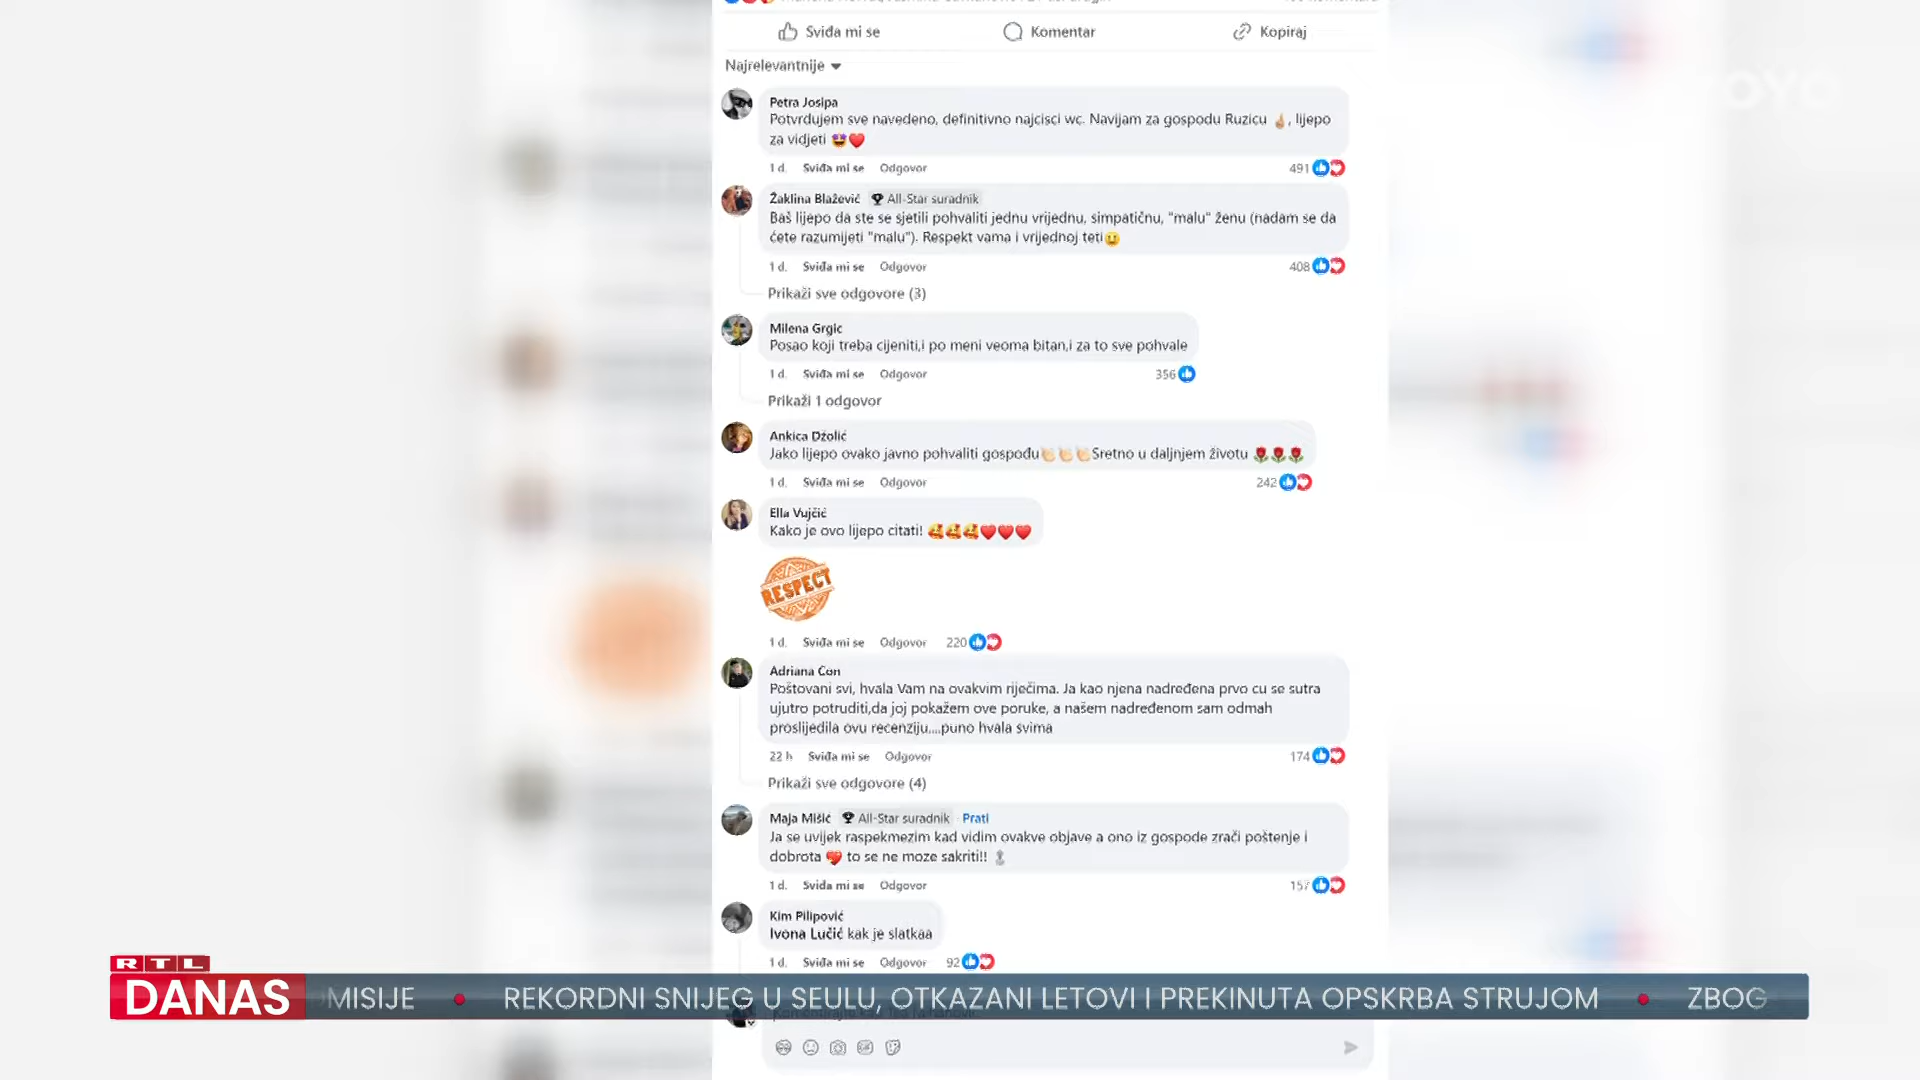 Sviđa mi se
Komentar
Kopiraj
Najrelevantnije
Petra Josipa
Potvrdujem sve navedeno, definitivno najcisci wc. Navijam za gospodu Ruzicu 🤞🏼, lijepo
za vidjeti 🤩❤️
1 d. Sviđa mi se Odgovor 491
Žaklina Blažević All-Star suradnik
Baš lijepo da ste se sjetili pohvaliti jednu vrijednu, simpatičnu, "malu" ženu (nadam se da
ćete razumijeti "malu"). Respekt vama i vrijednoj teti
1 d. Sviđa mi se Odgovor 408
Prikaži sve odgovore (3)
Milena Grgic
Posao koji treba cijeniti,i po meni veoma bitan,i za to sve pohvale
1 d. Sviđa mi se Odgovor 356
Prikaži 1 odgovor
Ankica Džolić
Jako lijepo ovako javno pohvaliti gospođu👏🏻👏🏻👏🏻Sretno u daljnjem životu 🌹🌹🌹
1 d. Sviđa mi se Odgovor 242
Ella Vujčić
Kako je ovo lijepo citati! 🥰🥰🥰❤️❤️❤️
RESPECT
1 d. Sviđa mi se Odgovor 220
Adriana Con
Poštovani svi, hvala Vam na ovakvim riječima. Ja kao njena nadređena prvo cu se sutra
ujutro potruditi,da joj pokažem ove poruke, a našem nadređenom sam odmah
proslijedila ovu recenziju....puno hvala svima
22 h Sviđa mi se Odgovor 174
Prikaži sve odgovore (4)
Maja Mišić All-Star suradnik · Prati
Ja se uvijek raspekmezim kad vidim ovakve objave a ono iz gospode zrači poštenje i
dobrota 💖 to se ne moze sakriti!!
1 d. Sviđa mi se Odgovor 157
Kim Pilipović
Ivona Lučić kak je slatkaa
1 d. Sviđa mi se Odgovor 92
RTL
DANAS
MISIJE • REKORDNI SNIJEG U SEULU, OTKAZANI LETOVI I PREKINUTA OPSKRBA STRUJOM • ZBOG